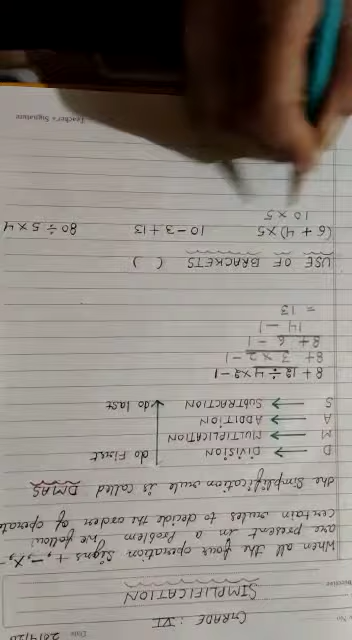 Date 20/4/20
GRADE : VI
SIMPLIFICATION
When all the four operation signs +, -, x, ÷
are present in a problem we follow
certain rules to decide the order of operate
the simplification rule is called DMAS
D → DIVISION do First
M → MULTIPLICATION
A → ADDITION
S → SUBTRACTION do last
8 + 12 ÷ 4 × 2 - 1
8 + 3 × 2 - 1
8 + 6 - 1
14 - 1
= 13
USE OF BRACKETS ( )
(6 + 4) × 5 10 - 3 + 13 80 ÷ 5 × 4
10 × 5
Teacher's Signature